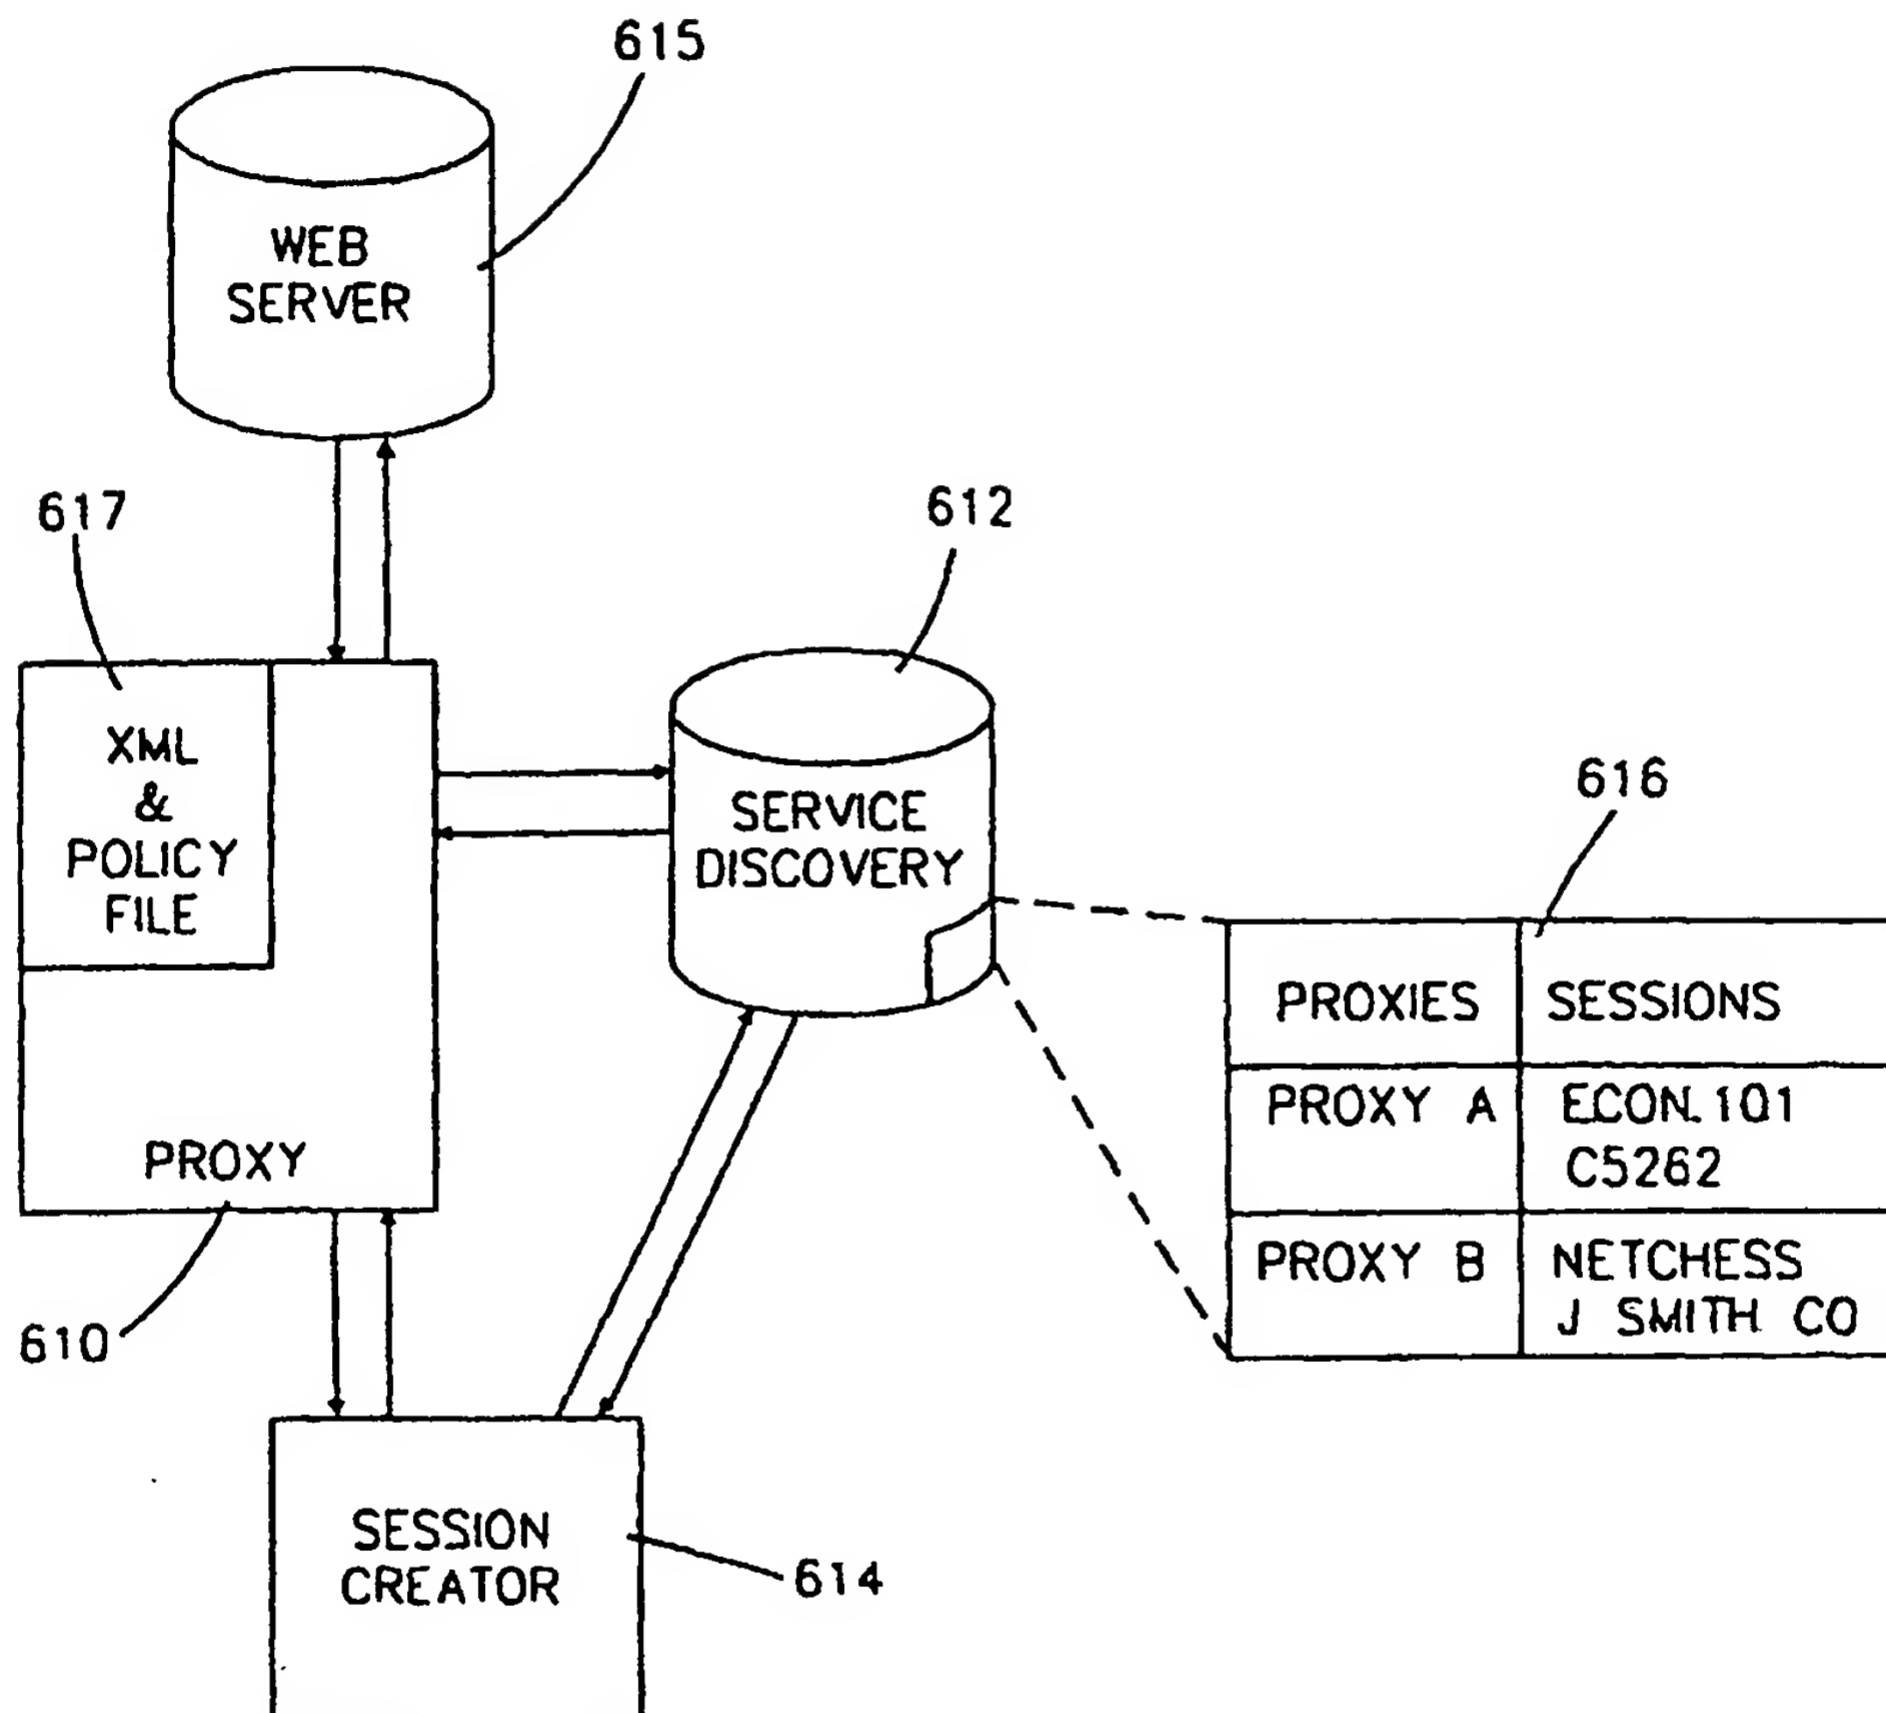 615
WEB
SERVER
617
612
XML
&
POLICY
FILE
SERVICE
DISCOVERY
616
PROXIES SESSIONS
PROXY A ECON.101
C5262
PROXY B NETCHESS
J SMITH CO
PROXY
610
SESSION
CREATOR
614